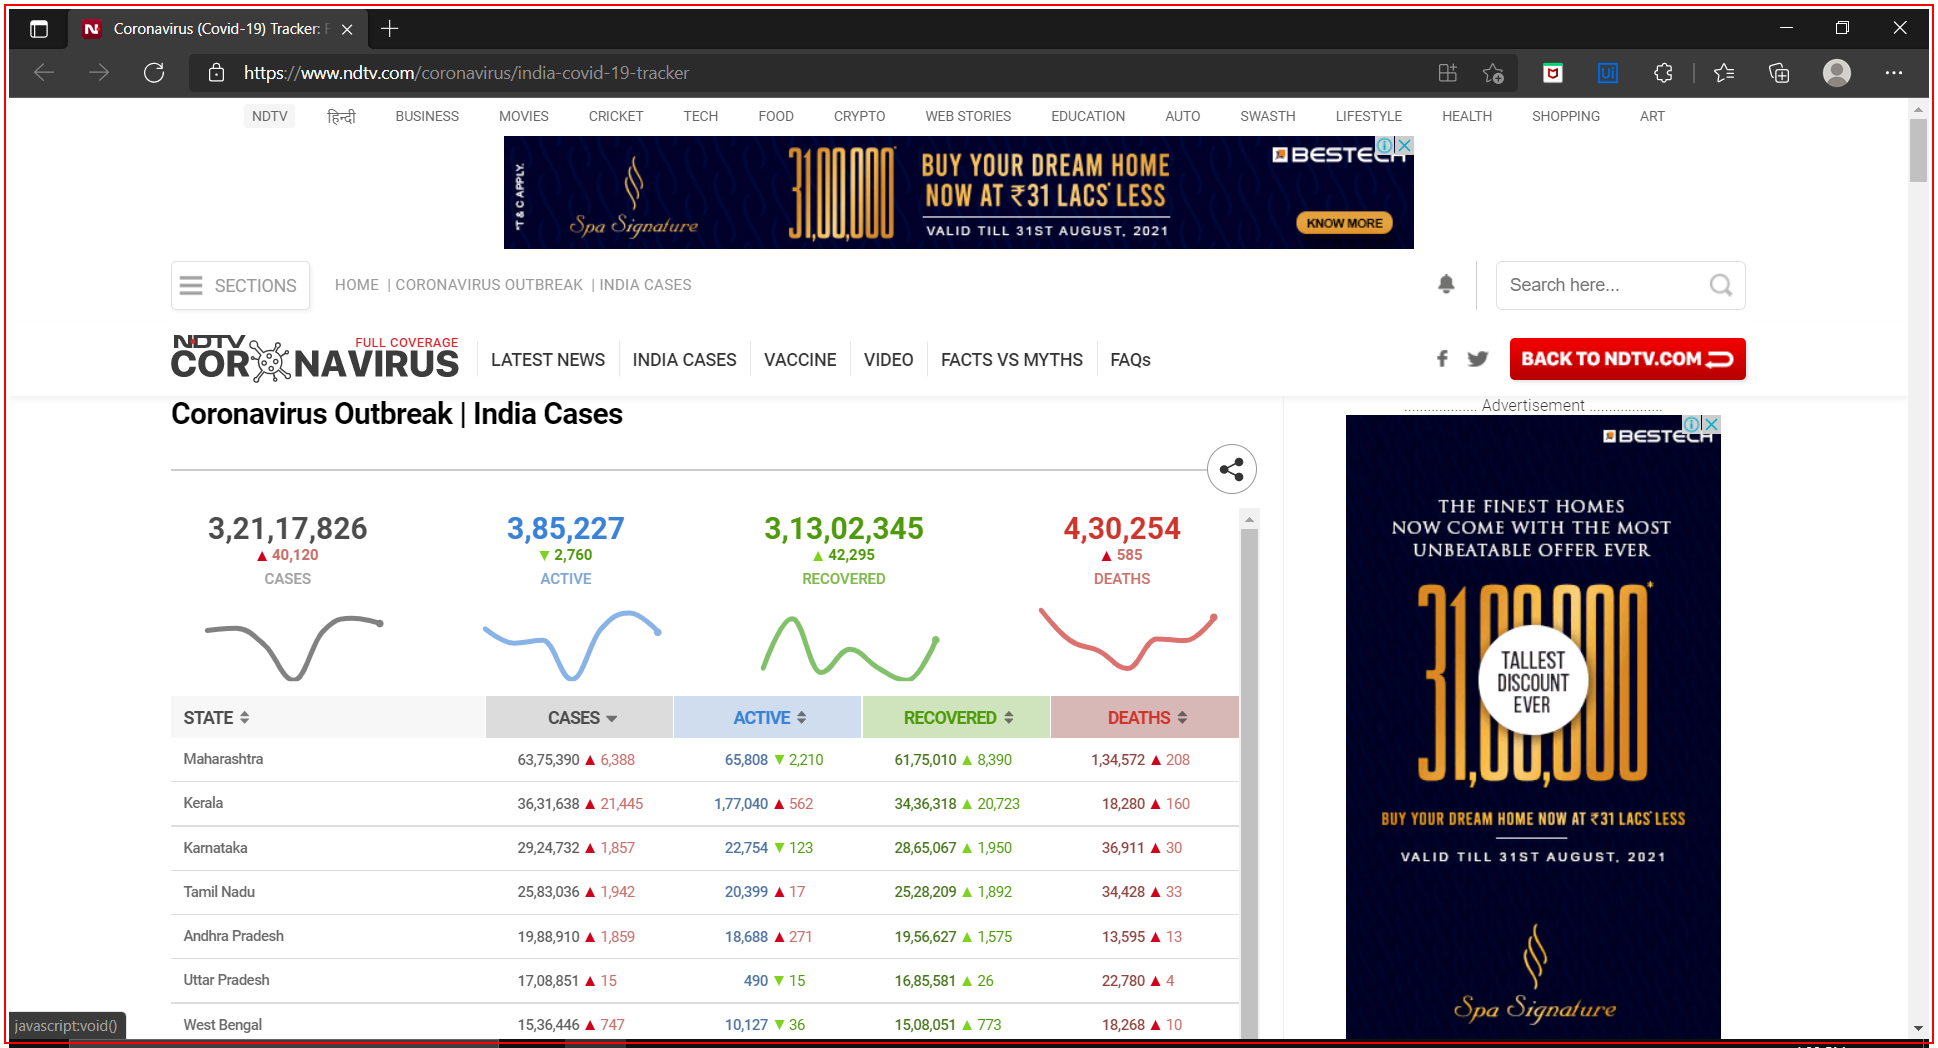 Coronavirus (Covid-19) Tracker:
https://www.ndtv.com/coronavirus/india-covid-19-tracker
NDTV हिन्दी BUSINESS MOVIES CRICKET TECH FOOD CRYPTO WEB STORIES EDUCATION AUTO SWASTH LIFESTYLE HEALTH SHOPPING ART
*T & C APPLY.
Spa Signature
31,00,000*
BUY YOUR DREAM HOME
NOW AT ₹31 LACS* LESS
VALID TILL 31ST AUGUST, 2021
BESTECH
KNOW MORE
SECTIONS HOME | CORONAVIRUS OUTBREAK | INDIA CASES
Search here...
NDTV
CORONAVIRUS
FULL COVERAGE
LATEST NEWS INDIA CASES VACCINE VIDEO FACTS VS MYTHS FAQs
BACK TO NDTV.COM
Coronavirus Outbreak | India Cases
3,21,17,826 3,85,227 3,13,02,345 4,30,254
▲ 40,120 ▼ 2,760 ▲ 42,295 ▲ 585
CASES ACTIVE RECOVERED DEATHS
STATE CASES ACTIVE RECOVERED DEATHS
Maharashtra 63,75,390 ▲ 6,388 65,808 ▼ 2,210 61,75,010 ▲ 8,390 1,34,572 ▲ 208
Kerala 36,31,638 ▲ 21,445 1,77,040 ▲ 562 34,36,318 ▲ 20,723 18,280 ▲ 160
Karnataka 29,24,732 ▲ 1,857 22,754 ▼ 123 28,65,067 ▲ 1,950 36,911 ▲ 30
Tamil Nadu 25,83,036 ▲ 1,942 20,399 ▲ 17 25,28,209 ▲ 1,892 34,428 ▲ 33
Andhra Pradesh 19,88,910 ▲ 1,859 18,688 ▲ 271 19,56,627 ▲ 1,575 13,595 ▲ 13
Uttar Pradesh 17,08,851 ▲ 15 490 ▼ 15 16,85,581 ▲ 26 22,780 ▲ 4
West Bengal 15,36,446 ▲ 747 10,127 ▼ 36 15,08,051 ▲ 773 18,268 ▲ 10
................... Advertisement ...................
BESTECH
THE FINEST HOMES
NOW COME WITH THE MOST
UNBEATABLE OFFER EVER
31,00,000*
TALLEST
DISCOUNT
EVER
BUY YOUR DREAM HOME NOW AT ₹31 LACS* LESS
VALID TILL 31ST AUGUST, 2021
Spa Signature
javascript:void()